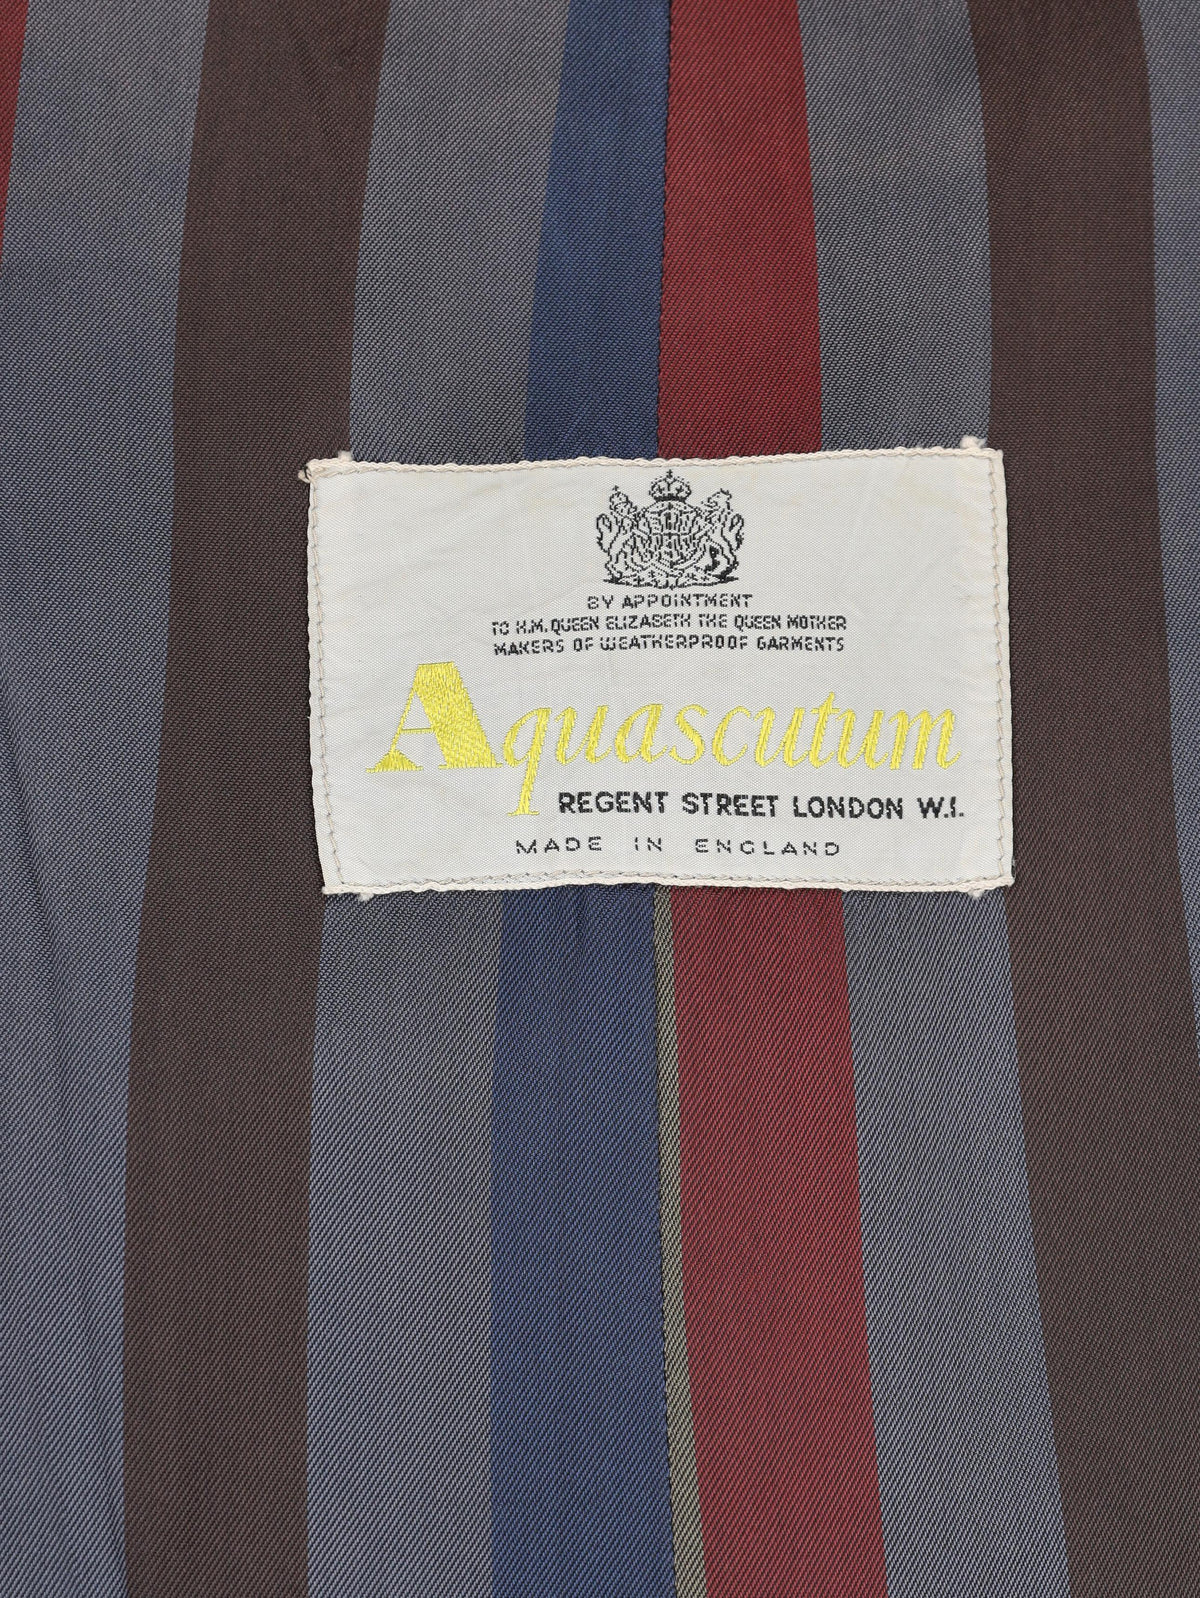 BY APPOINTMENT
TO H.M. QUEEN ELIZABETH THE QUEEN MOTHER
MAKERS OF WEATHERPROOF GARMENTS
Aquascutum
REGENT STREET LONDON W.1.
MADE IN ENGLAND